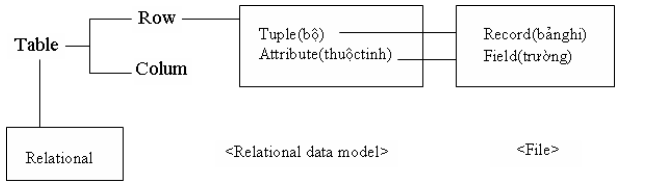 Row
Table
Colum
Tuple(bộ)
Attribute(thuộctinh)
Record(bảnghi)
Field(trường)
Relational
<Relational data model>
<File>